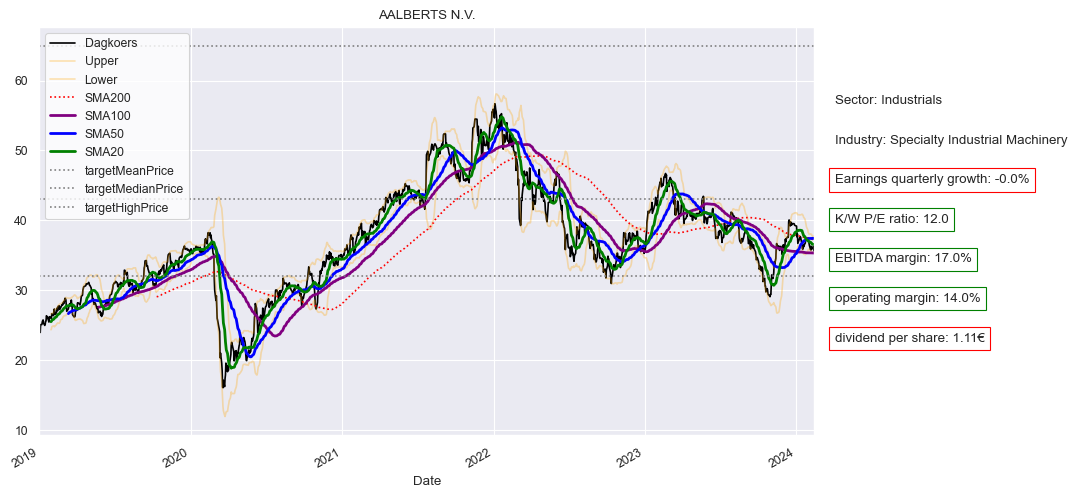 AALBERTS N.V.
Dagkoers
Upper
Lower
SMA200
SMA100
SMA50
SMA20
targetMeanPrice
targetMedianPrice
targetHighPrice
60
50
40
30
20
10
2019
2020
2021
2022
2023
2024
Date
Sector: Industrials
Industry: Specialty Industrial Machinery
Earnings quarterly growth: -0.0%
K/W P/E ratio: 12.0
EBITDA margin: 17.0%
operating margin: 14.0%
dividend per share: 1.11€